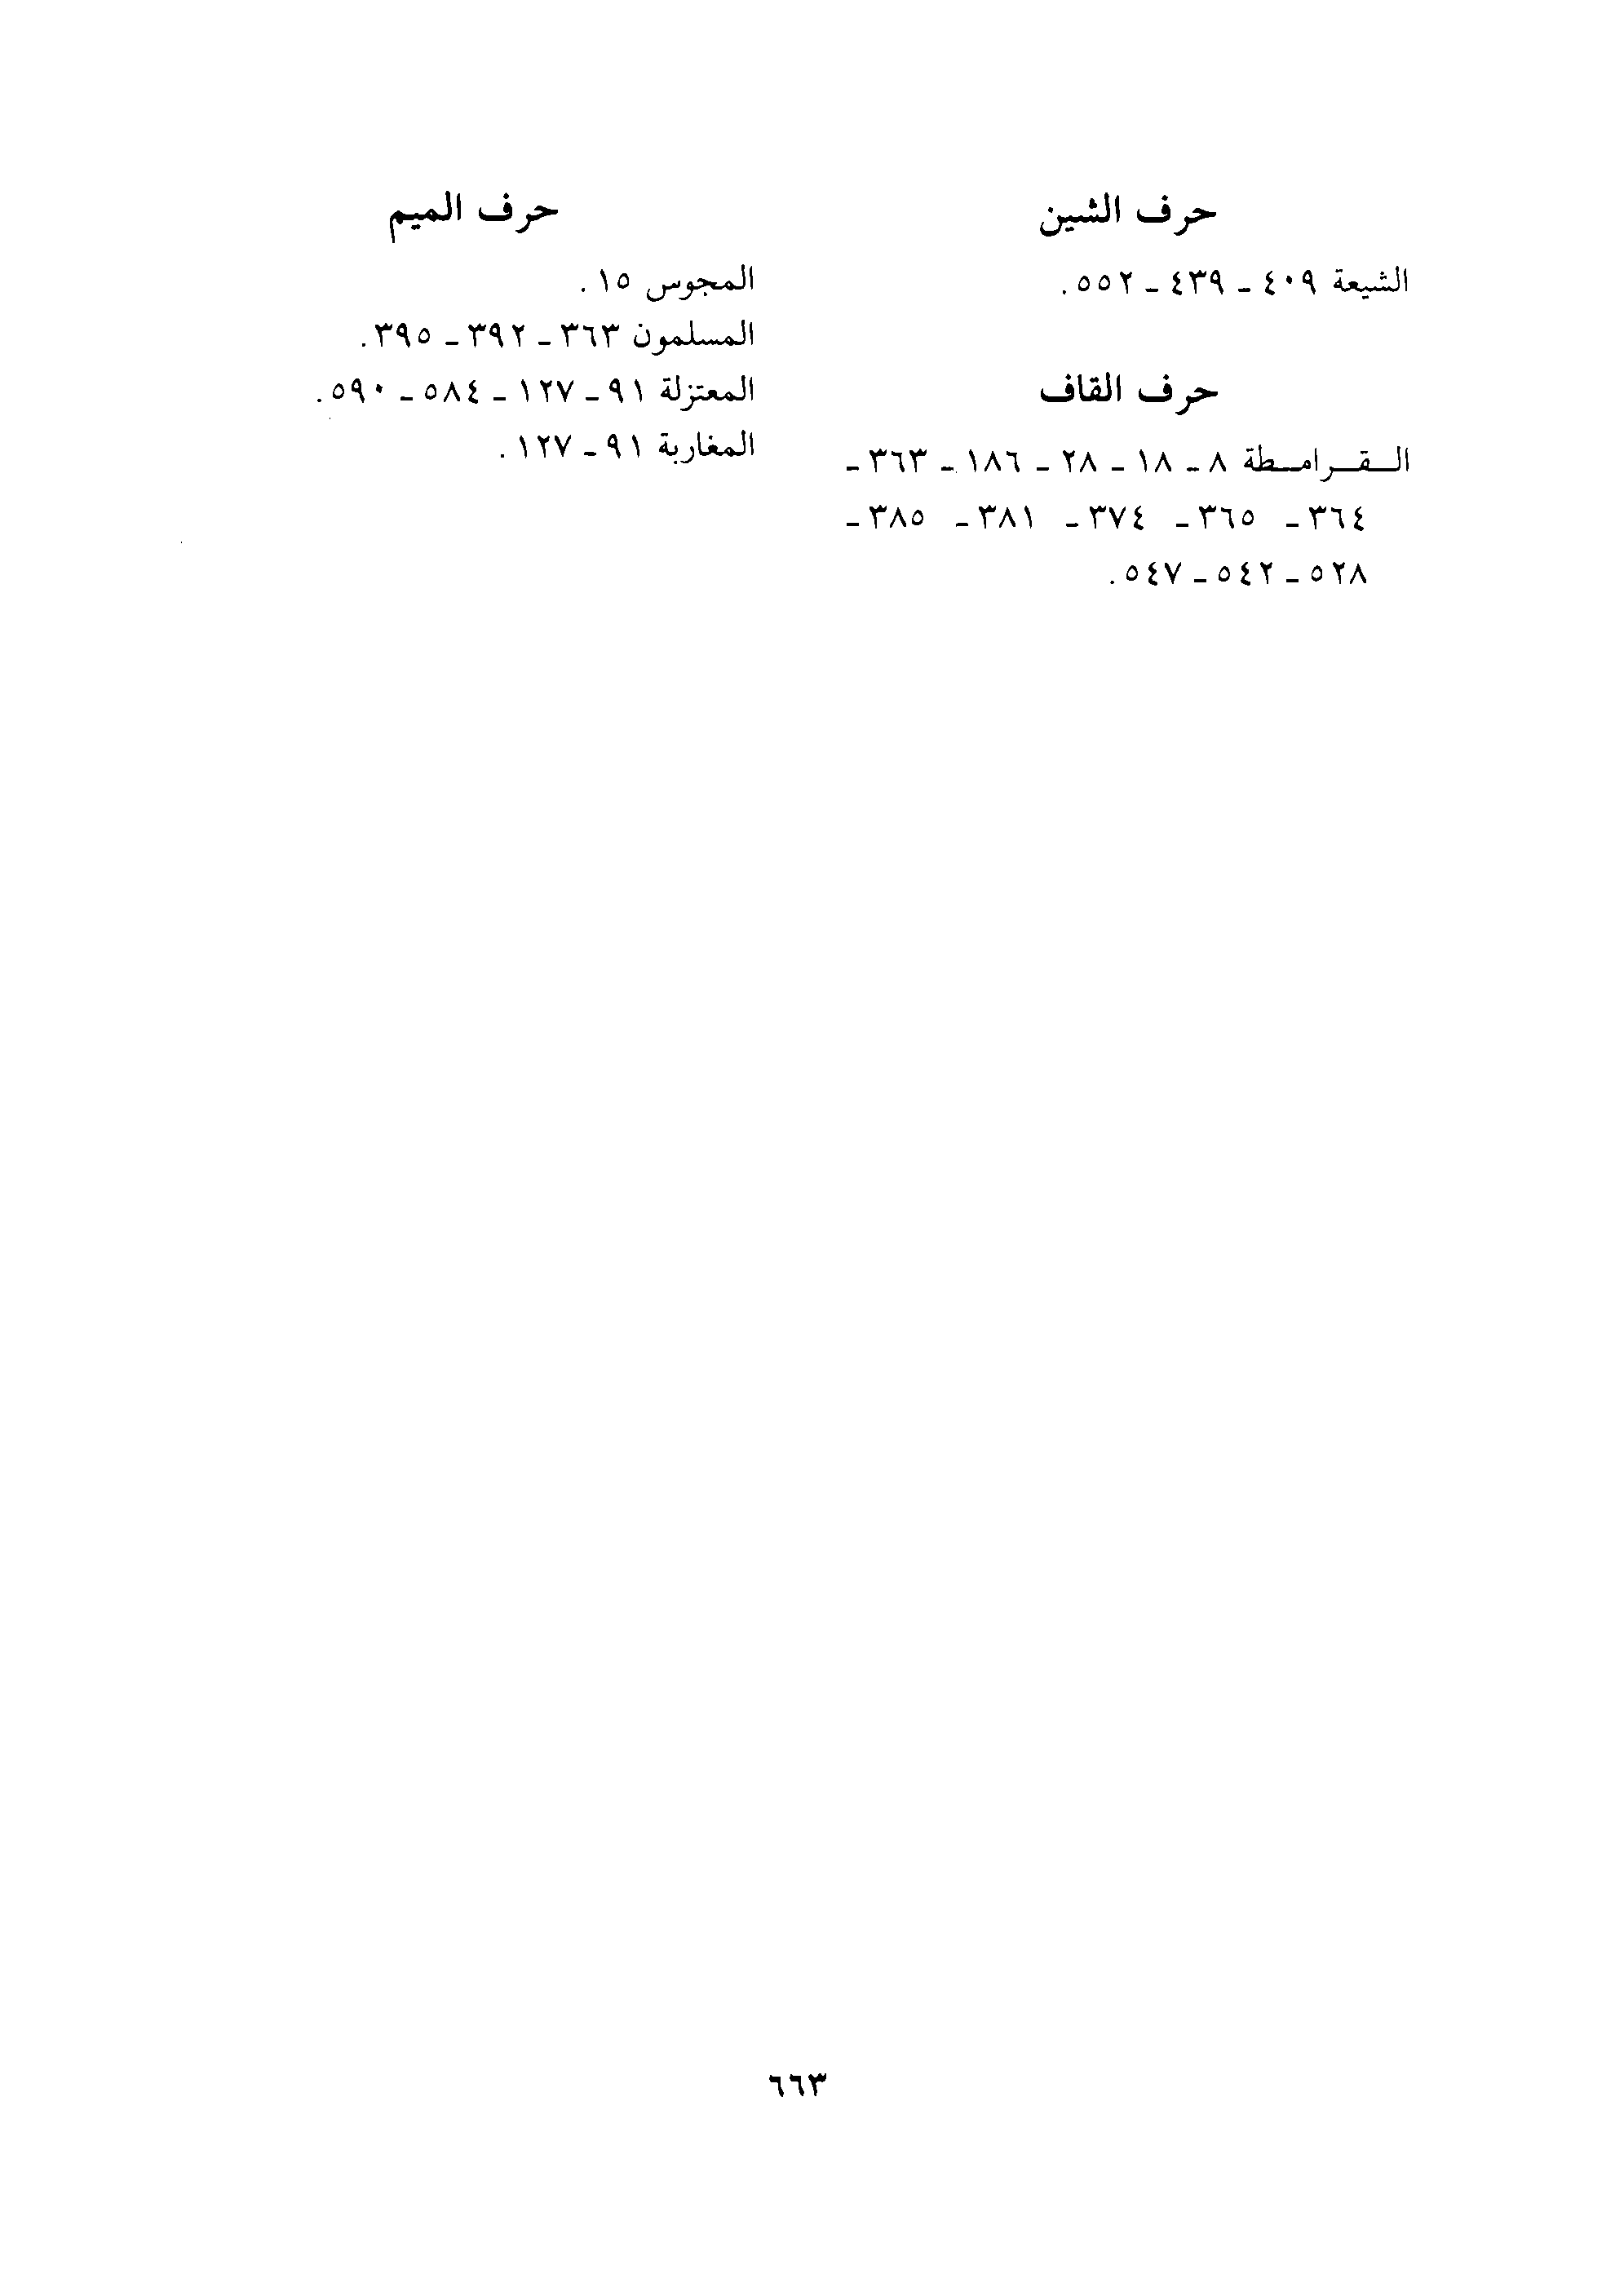 حرف الشين
الشيعة ٤٠٩ ـ ٤٣٩ ـ ٥٥٢.
حرف القاف
القرامطة ٨ ـ ١٨ ـ ٢٨ ـ ١٨٦ ـ ٣٦٣ ـ
٣٦٤ ـ ٣٦٥ ـ ٣٧٤ ـ ٣٨١ ـ ٣٨٥ ـ
٥٢٨ ـ ٥٤٢ ـ ٥٤٧.
حرف الميم
المجوس ١٥.
المسلمون ٣٦٣ ـ ٣٩٢ ـ ٣٩٥.
المعتزلة ٩١ ـ ١٢٧ ـ ٥٨٤ ـ ٥٩٠.
المغاربة ٩١ ـ ١٢٧.
٦٦٣